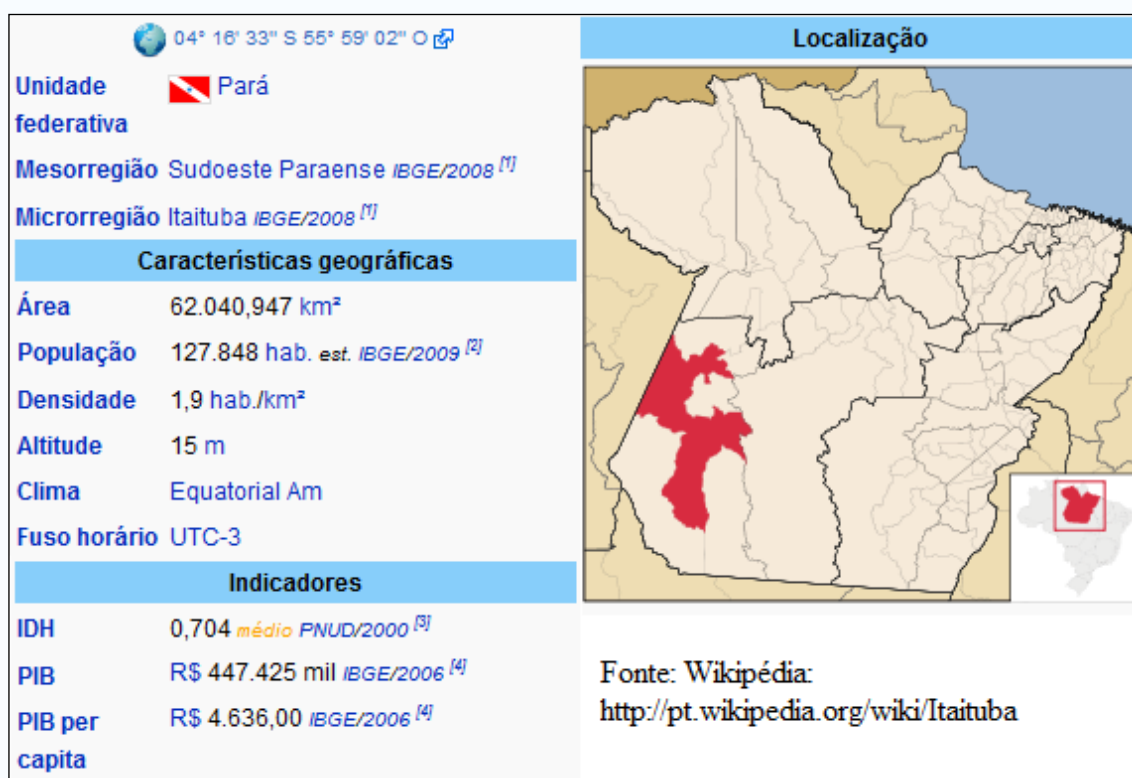 04° 16' 33" S 55° 59' 02" O
Unidade federativa
Pará
Mesorregião Sudoeste Paraense IBGE/2008 [1]
Microrregião Itaituba IBGE/2008 [1]
Características geográficas
Área 62.040,947 km²
População 127.848 hab. est. IBGE/2009 [2]
Densidade 1,9 hab./km²
Altitude 15 m
Clima Equatorial Am
Fuso horário UTC-3
Indicadores
IDH 0,704 médio PNUD/2000 [3]
PIB R$ 447.425 mil IBGE/2006 [4]
PIB per capita
R$ 4.636,00 IBGE/2006 [4]
Localização
Fonte: Wikipédia:
http://pt.wikipedia.org/wiki/Itaituba